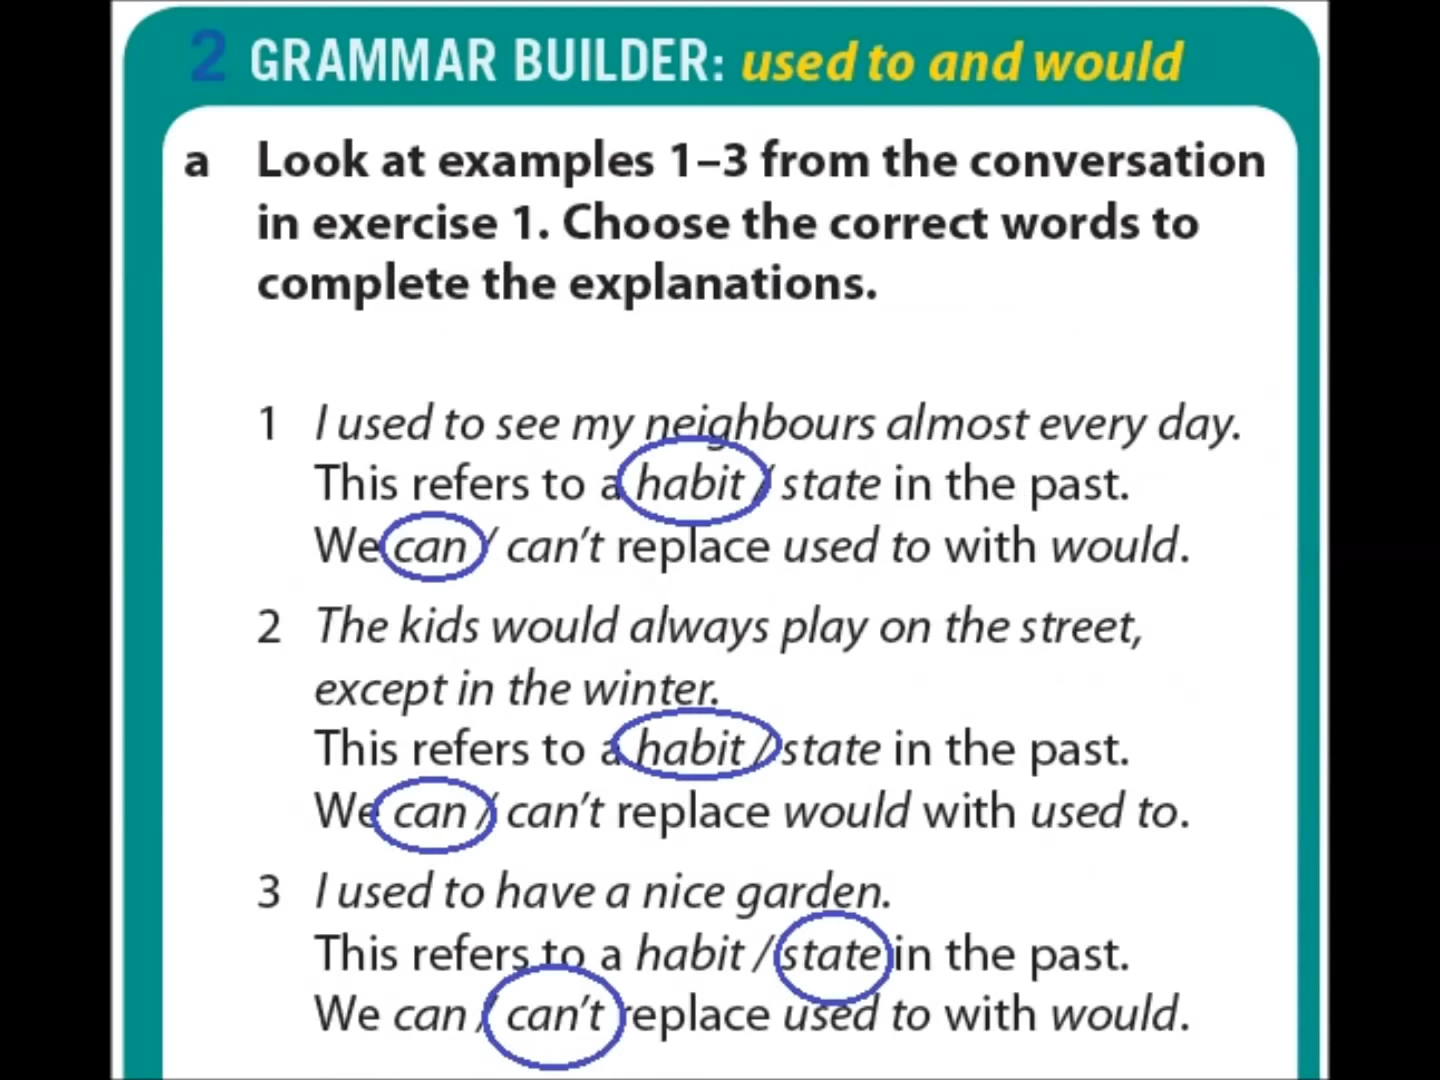 2 GRAMMAR BUILDER: used to and would
a Look at examples 1–3 from the conversation
in exercise 1. Choose the correct words to
complete the explanations.
1 I used to see my neighbours almost every day.
This refers to a habit / state in the past.
We can / can't replace used to with would.
2 The kids would always play on the street,
except in the winter.
This refers to a habit / state in the past.
We can / can't replace would with used to.
3 I used to have a nice garden.
This refers to a habit / state in the past.
We can / can't replace used to with would.